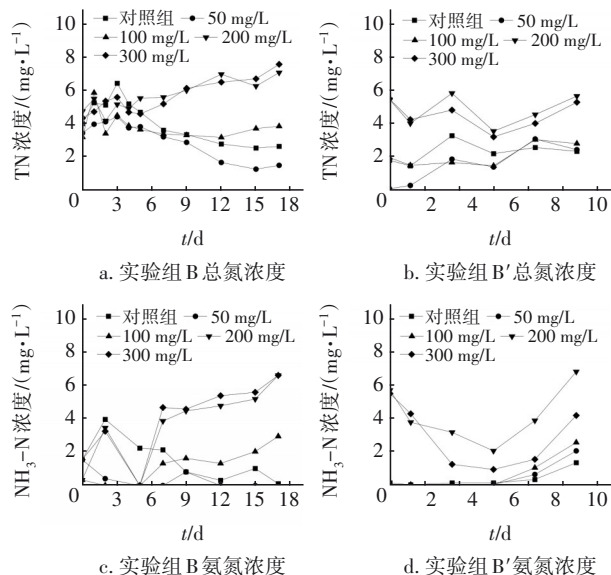 对照组 50 mg/L
100 mg/L 200 mg/L
300 mg/L
TN 浓度/(mg·L⁻¹)
10
8
6
4
2
0 3 6 9 12 15 18
t/d
a. 实验组 B 总氮浓度
对照组 50 mg/L
100 mg/L 200 mg/L
300 mg/L
TN 浓度/(mg·L⁻¹)
10
8
6
4
2
0 2 4 6 8 10
t/d
b. 实验组 B′总氮浓度
对照组 50 mg/L
100 mg/L 200 mg/L
300 mg/L
NH₃-N 浓度/(mg·L⁻¹)
10
8
6
4
2
0 3 6 9 12 15 18
t/d
c. 实验组 B 氨氮浓度
对照组 50 mg/L
100 mg/L 200 mg/L
300 mg/L
NH₃-N 浓度/(mg·L⁻¹)
10
8
6
4
2
0 2 4 6 8 10
t/d
d. 实验组 B′氨氮浓度